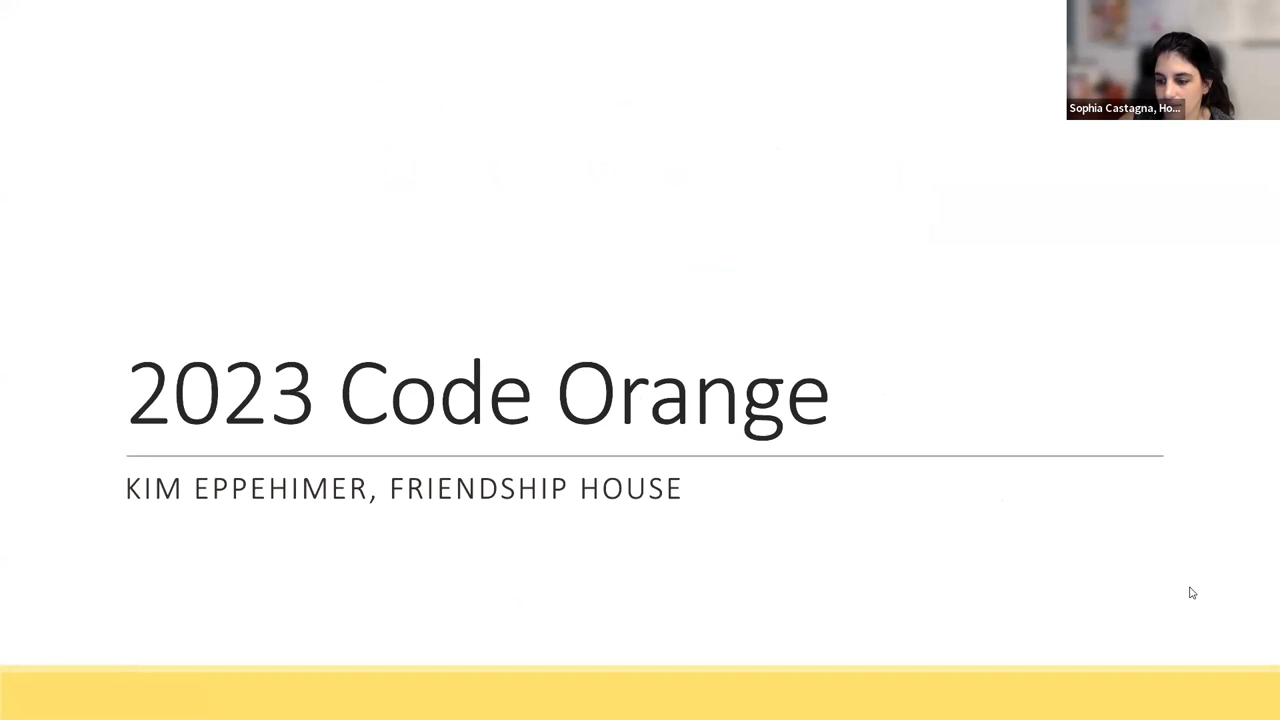 Sophia Castagna, Ho...
2023 Code Orange
KIM EPPEHIMER, FRIENDSHIP HOUSE